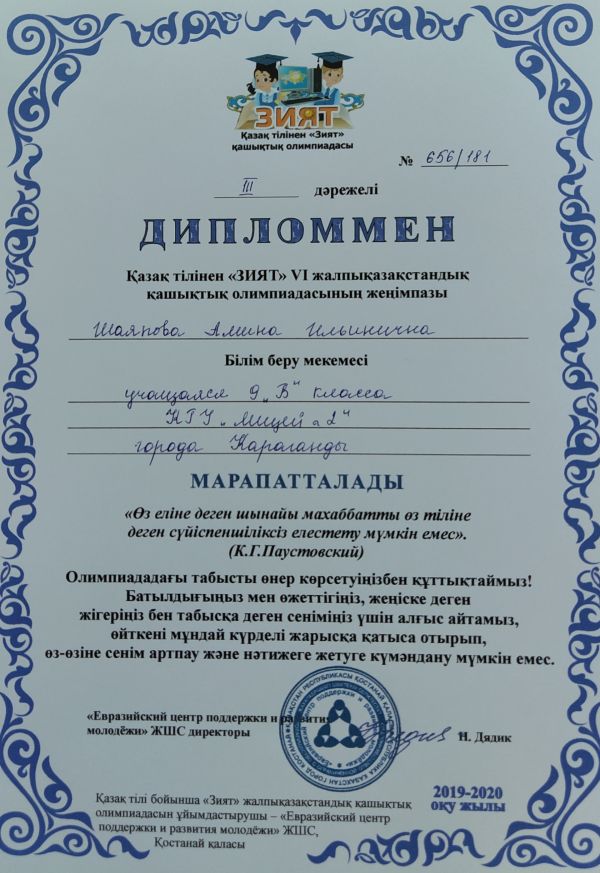 ЗИЯТ
Қазақ тілінен «Зият»
қашықтық олимпиадасы
№ 656/181
III дәрежелі
ДИПЛОММЕН
Қазақ тілінен «ЗИЯТ» VI жалпықазақстандық
қашықтық олимпиадасының жеңімпазы
Шаяпова Амина Ильинична
Білім беру мекемесі
учащаяся 9 „В" класса
КГУ „Лицей №2"
города Караганды
МАРАПАТТАЛАДЫ
«Өз еліне деген шынайы махаббатты өз тіліне
деген сүйіспеншіліксіз елестету мүмкін емес».
(К.Г.Паустовский)
Олимпиададағы табысты өнер көрсетуіңізбен құттықтаймыз!
Батылдығыңыз мен өжеттігіңіз, жеңіске деген
жігеріңіз бен табысқа деген сеніміңіз үшін алғыс айтамыз,
өйткені мұндай күрделі жарысқа қатыса отырып,
өз-өзіне сенім артпау және нәтижеге жетуге күмәндану мүмкін емес.
«Евразийский центр поддержки и развития
молодёжи» ЖШС директоры
Н. Дядик
2019-2020
оқу жылы
Қазақ тілі бойынша «Зият» жалпықазақстандық қашықтық
олимпиадасын ұйымдастырушы – «Евразийский центр
поддержки и развития молодёжи» ЖШС,
Қостанай қаласы